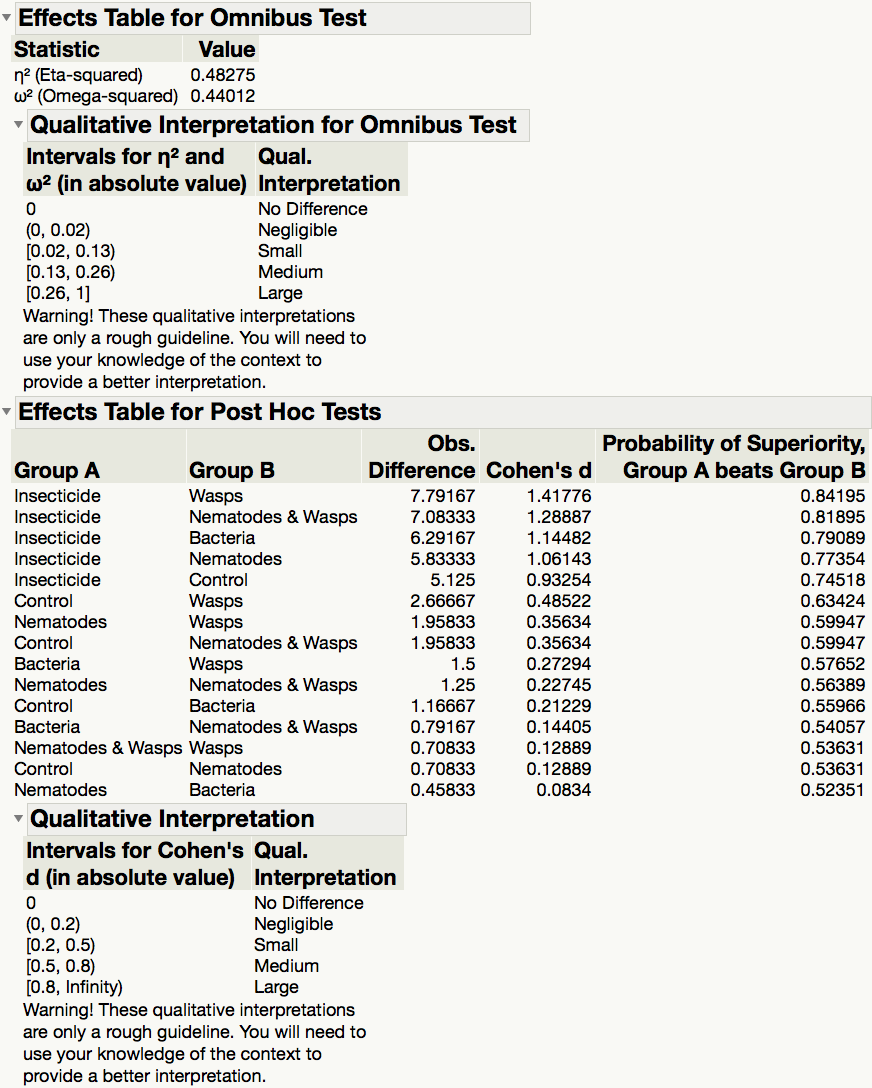 Effects Table for Omnibus Test
Statistic Value
η² (Eta-squared) 0.48275
ω² (Omega-squared) 0.44012
Qualitative Interpretation for Omnibus Test
Intervals for η² and Qual.
ω² (in absolute value) Interpretation
0 No Difference
(0, 0.02) Negligible
[0.02, 0.13) Small
[0.13, 0.26) Medium
[0.26, 1] Large
Warning! These qualitative interpretations
are only a rough guideline. You will need to
use your knowledge of the context to
provide a better interpretation.
Effects Table for Post Hoc Tests
Obs. Probability of Superiority,
Group A Group B Difference Cohen's d Group A beats Group B
Insecticide Wasps 7.79167 1.41776 0.84195
Insecticide Nematodes & Wasps 7.08333 1.28887 0.81895
Insecticide Bacteria 6.29167 1.14482 0.79089
Insecticide Nematodes 5.83333 1.06143 0.77354
Insecticide Control 5.125 0.93254 0.74518
Control Wasps 2.66667 0.48522 0.63424
Nematodes Wasps 1.95833 0.35634 0.59947
Control Nematodes & Wasps 1.95833 0.35634 0.59947
Bacteria Wasps 1.5 0.27294 0.57652
Nematodes Nematodes & Wasps 1.25 0.22745 0.56389
Control Bacteria 1.16667 0.21229 0.55966
Bacteria Nematodes & Wasps 0.79167 0.14405 0.54057
Nematodes & Wasps Wasps 0.70833 0.12889 0.53631
Control Nematodes 0.70833 0.12889 0.53631
Nematodes Bacteria 0.45833 0.0834 0.52351
Qualitative Interpretation
Intervals for Cohen's Qual.
d (in absolute value) Interpretation
0 No Difference
(0, 0.2) Negligible
[0.2, 0.5) Small
[0.5, 0.8) Medium
[0.8, Infinity) Large
Warning! These qualitative interpretations
are only a rough guideline. You will need to
use your knowledge of the context to
provide a better interpretation.